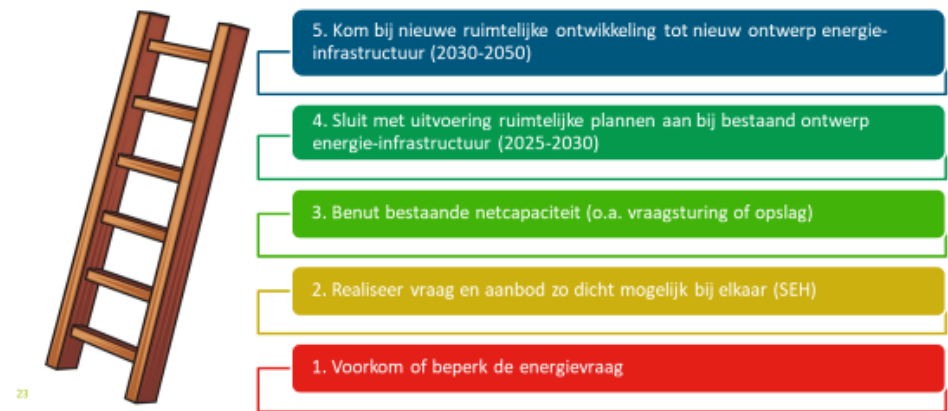 5. Kom bij nieuwe ruimtelijke ontwikkeling tot nieuw ontwerp energie-
infrastructuur (2030-2050)
4. Sluit met uitvoering ruimtelijke plannen aan bij bestaand ontwerp
energie-infrastructuur (2025-2030)
3. Benut bestaande netcapaciteit (o.a. vraagsturing of opslag)
2. Realiseer vraag en aanbod zo dicht mogelijk bij elkaar (SEH)
1. Voorkom of beperk de energievraag
23